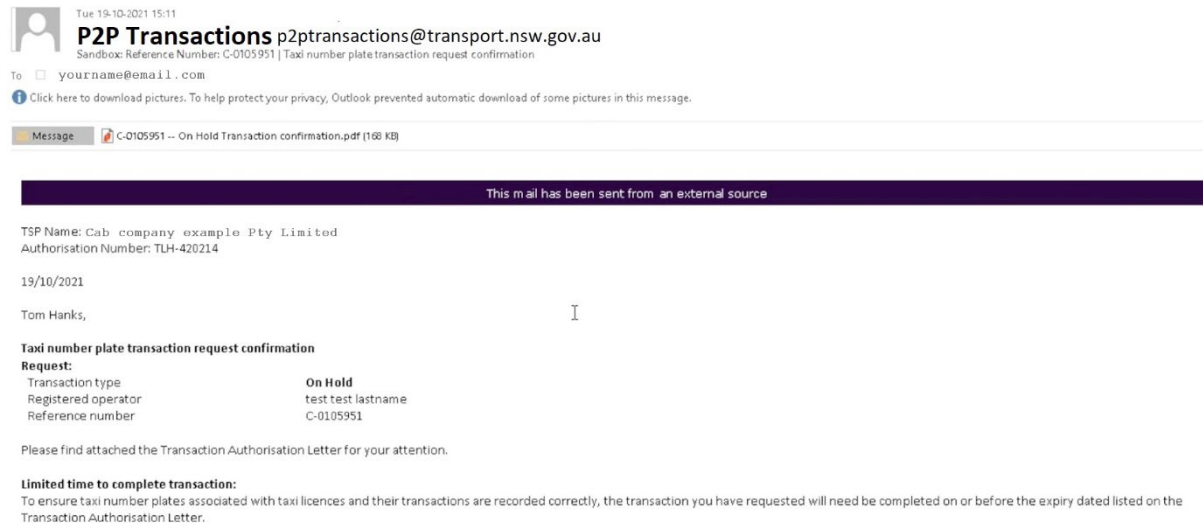 Tue 19-10-2021 15:11
P2P Transactions p2ptransactions@transport.nsw.gov.au
Sandbox: Reference Number: C-0105951 | Taxi number plate transaction request confirmation
To yourname@email.com
Click here to download pictures. To help protect your privacy, Outlook prevented automatic download of some pictures in this message.
Message C-0105951 -- On Hold Transaction confirmation.pdf (168 KB)
This mail has been sent from an external source
TSP Name: Cab company example Pty Limited
Authorisation Number: TLH-420214
19/10/2021
Tom Hanks,
Taxi number plate transaction request confirmation
Request:
Transaction type On Hold
Registered operator test test lastname
Reference number C-0105951
Please find attached the Transaction Authorisation Letter for your attention.
Limited time to complete transaction:
To ensure taxi number plates associated with taxi licences and their transactions are recorded correctly, the transaction you have requested will need be completed on or before the expiry dated listed on the
Transaction Authorisation Letter.